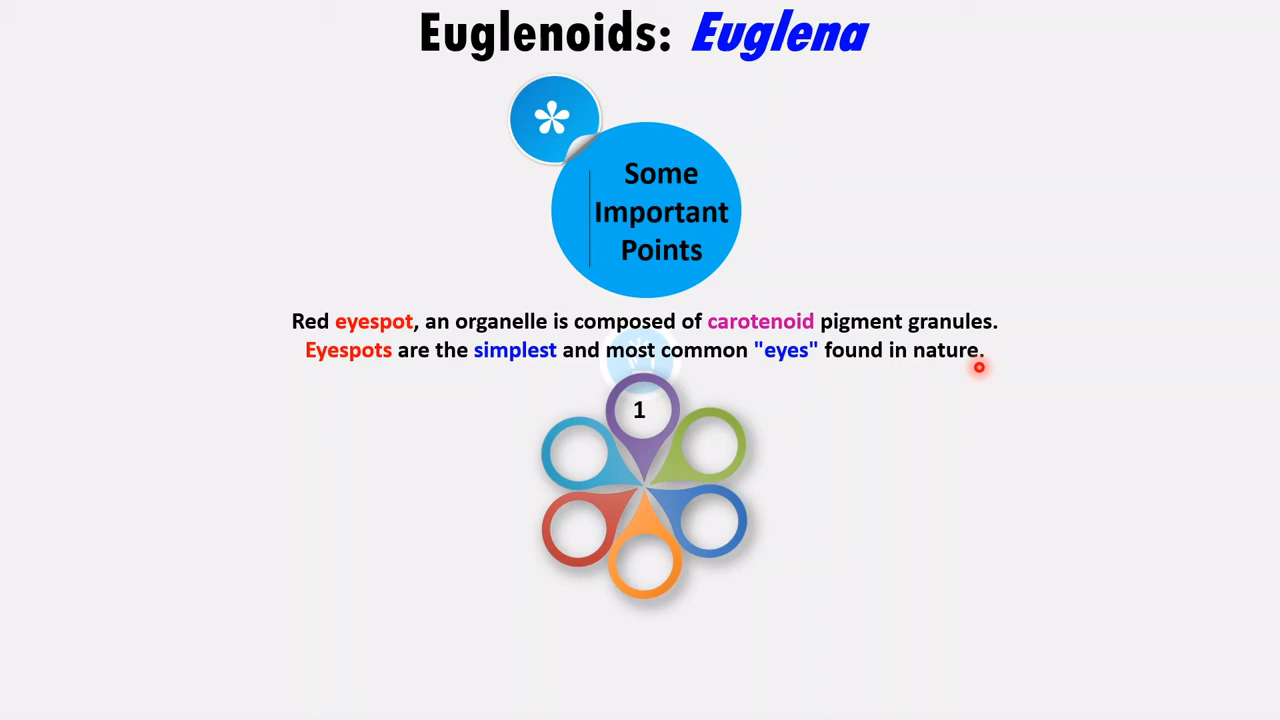 Euglenoids: Euglena
*
Some
Important
Points
Red eyespot, an organelle is composed of carotenoid pigment granules.
Eyespots are the simplest and most common "eyes" found in nature.
1